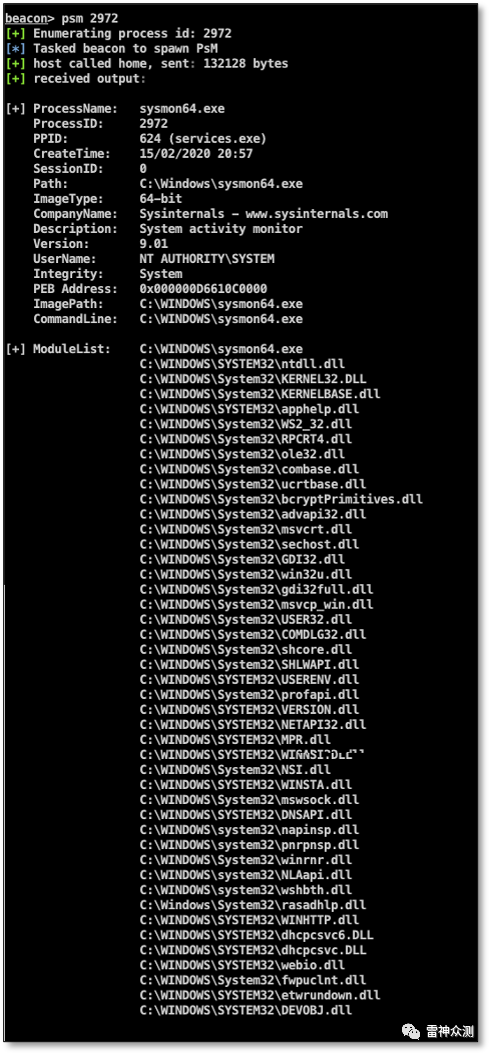 beacon> psm 2972
[+] Enumerating process id: 2972
[*] Tasked beacon to spawn PsM
[+] host called home, sent: 132128 bytes
[+] received output:
[+] ProcessName: sysmon64.exe
ProcessID: 2972
PPID: 624 (services.exe)
CreateTime: 15/02/2020 20:57
SessionID: 0
Path: C:\Windows\sysmon64.exe
ImageType: 64-bit
CompanyName: Sysinternals - www.sysinternals.com
Description: System activity monitor
Version: 9.01
UserName: NT AUTHORITY\SYSTEM
Integrity: System
PEB Address: 0x000000D6610C0000
ImagePath: C:\WINDOWS\sysmon64.exe
CommandLine: C:\WINDOWS\sysmon64.exe
[+] ModuleList: C:\WINDOWS\sysmon64.exe
C:\WINDOWS\SYSTEM32\ntdll.dll
C:\WINDOWS\System32\KERNEL32.DLL
C:\WINDOWS\System32\KERNELBASE.dll
C:\WINDOWS\SYSTEM32\apphelp.dll
C:\WINDOWS\System32\WS2_32.dll
C:\WINDOWS\System32\RPCRT4.dll
C:\WINDOWS\System32\ole32.dll
C:\WINDOWS\System32\combase.dll
C:\WINDOWS\System32\ucrtbase.dll
C:\WINDOWS\System32\bcryptPrimitives.dll
C:\WINDOWS\System32\advapi32.dll
C:\WINDOWS\System32\msvcrt.dll
C:\WINDOWS\System32\sechost.dll
C:\WINDOWS\System32\GDI32.dll
C:\WINDOWS\System32\win32u.dll
C:\WINDOWS\System32\gdi32full.dll
C:\WINDOWS\System32\msvcp_win.dll
C:\WINDOWS\System32\USER32.dll
C:\WINDOWS\System32\COMDLG32.dll
C:\WINDOWS\System32\shcore.dll
C:\WINDOWS\System32\SHLWAPI.dll
C:\WINDOWS\SYSTEM32\USERENV.dll
C:\WINDOWS\System32\profapi.dll
C:\WINDOWS\SYSTEM32\VERSION.dll
C:\WINDOWS\SYSTEM32\NETAPI32.dll
C:\WINDOWS\SYSTEM32\MPR.dll
C:\WINDOWS\System32\NSI.dll
C:\WINDOWS\SYSTEM32\WINSTA.dll
C:\WINDOWS\system32\mswsock.dll
C:\WINDOWS\SYSTEM32\DNSAPI.dll
C:\WINDOWS\system32\napinsp.dll
C:\WINDOWS\system32\pnrpnsp.dll
C:\WINDOWS\System32\winrnr.dll
C:\WINDOWS\system32\NLAapi.dll
C:\WINDOWS\system32\wshbth.dll
C:\Windows\System32\rasadhlp.dll
C:\WINDOWS\SYSTEM32\WINHTTP.dll
C:\WINDOWS\SYSTEM32\dhcpcsvc6.DLL
C:\WINDOWS\SYSTEM32\dhcpcsvc.DLL
C:\WINDOWS\SYSTEM32\webio.dll
C:\WINDOWS\System32\fwpuclnt.dll
C:\WINDOWS\SYSTEM32\etwrundown.dll
C:\WINDOWS\SYSTEM32\DEVOBJ.dll
雷神众测